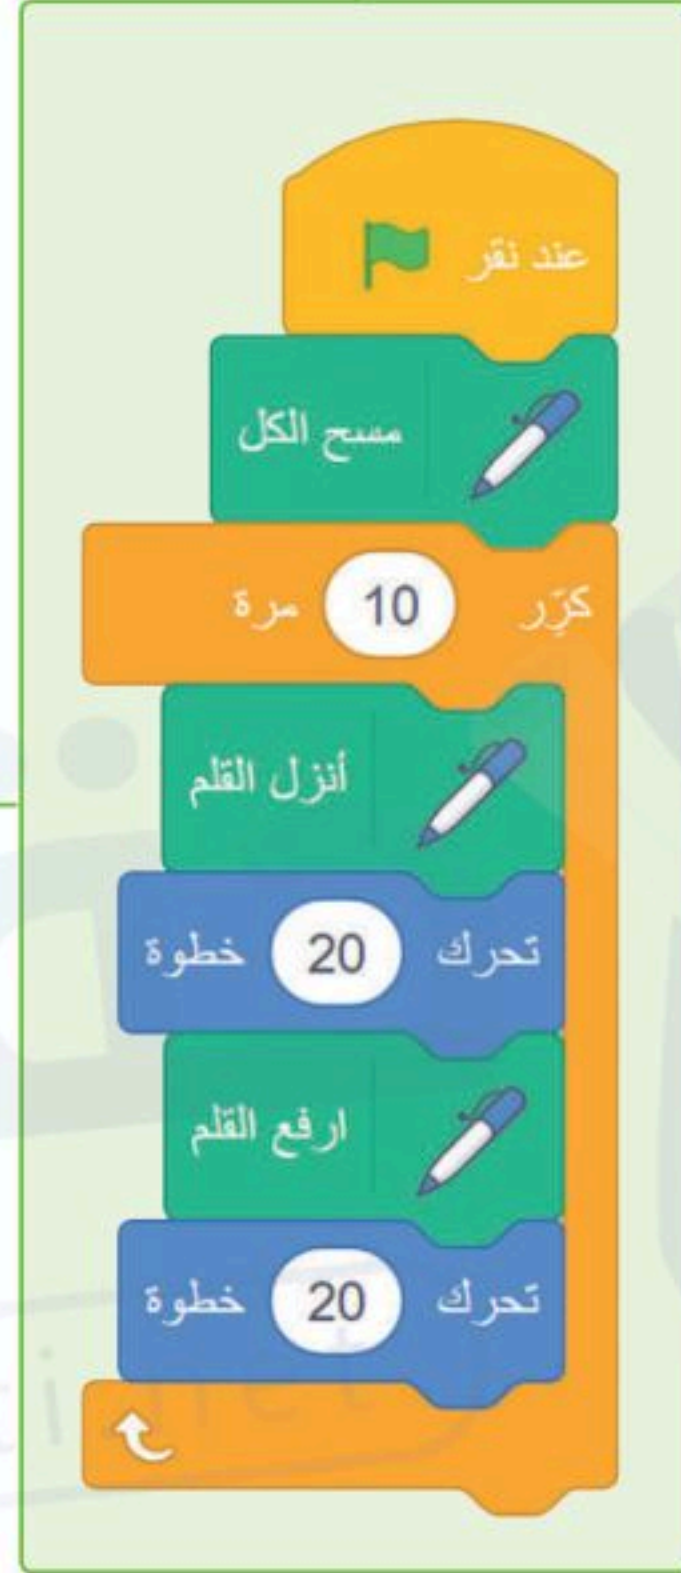 عند نقر
مسح الكل
كرّر 10 مرة
أنزل القلم
تحرك 20 خطوة
ارفع القلم
تحرك 20 خطوة